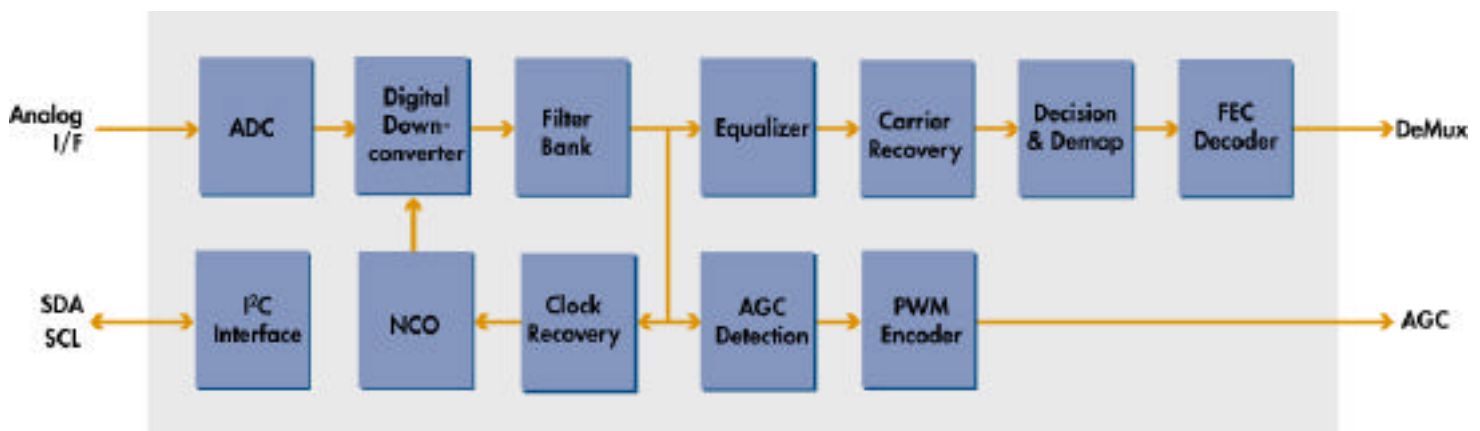 Analog
I/F
ADC
Digital
Down-
converter
Filter
Bank
Equalizer
Carrier
Recovery
Decision
& Demap
FEC
Decoder
DeMux
SDA
SCL
I²C
Interface
NCO
Clock
Recovery
AGC
Detection
PWM
Encoder
AGC